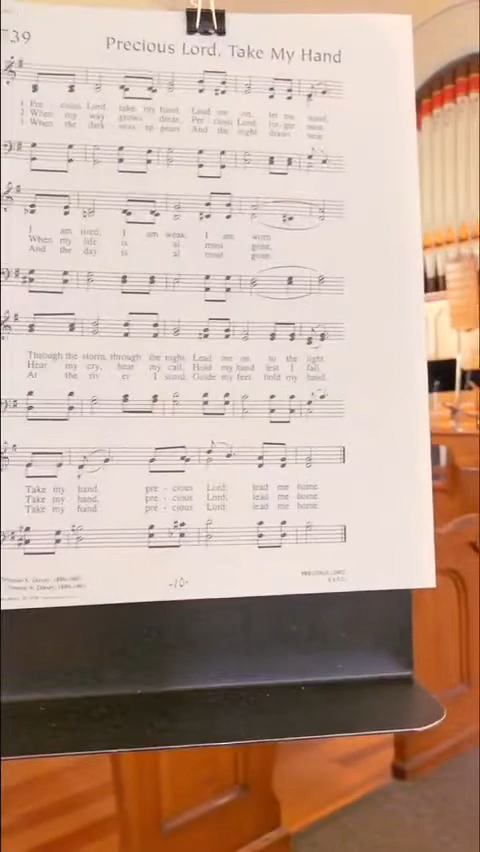 739
Precious Lord, Take My Hand
1 Pre - cious Lord, take my hand, Lead me on, let me stand,
2 When my way grows drear, Pre - cious Lord, lin - ger near,
3 When the dark - ness ap - pears And the night draws near,
I am tired, I am weak, I am worn.
When my life is al - most gone,
And the day is al - most gone,
Through the storm, through the night, Lead me on to the light.
Hear my cry, hear my call, Hold my hand lest I fall.
At the riv - er I stand, Guide my feet, hold my hand.
Take my hand, pre - cious Lord, lead me home.
Take my hand, pre - cious Lord, lead me home.
Take my hand, pre - cious Lord, lead me home.
PRECIOUS LORD
-10-